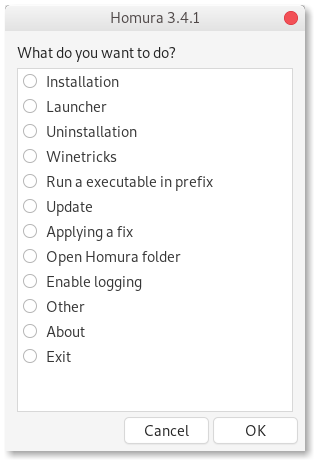 Homura 3.4.1
What do you want to do?
Installation
Launcher
Uninstallation
Winetricks
Run a executable in prefix
Update
Applying a fix
Open Homura folder
Enable logging
Other
About
Exit
Cancel OK